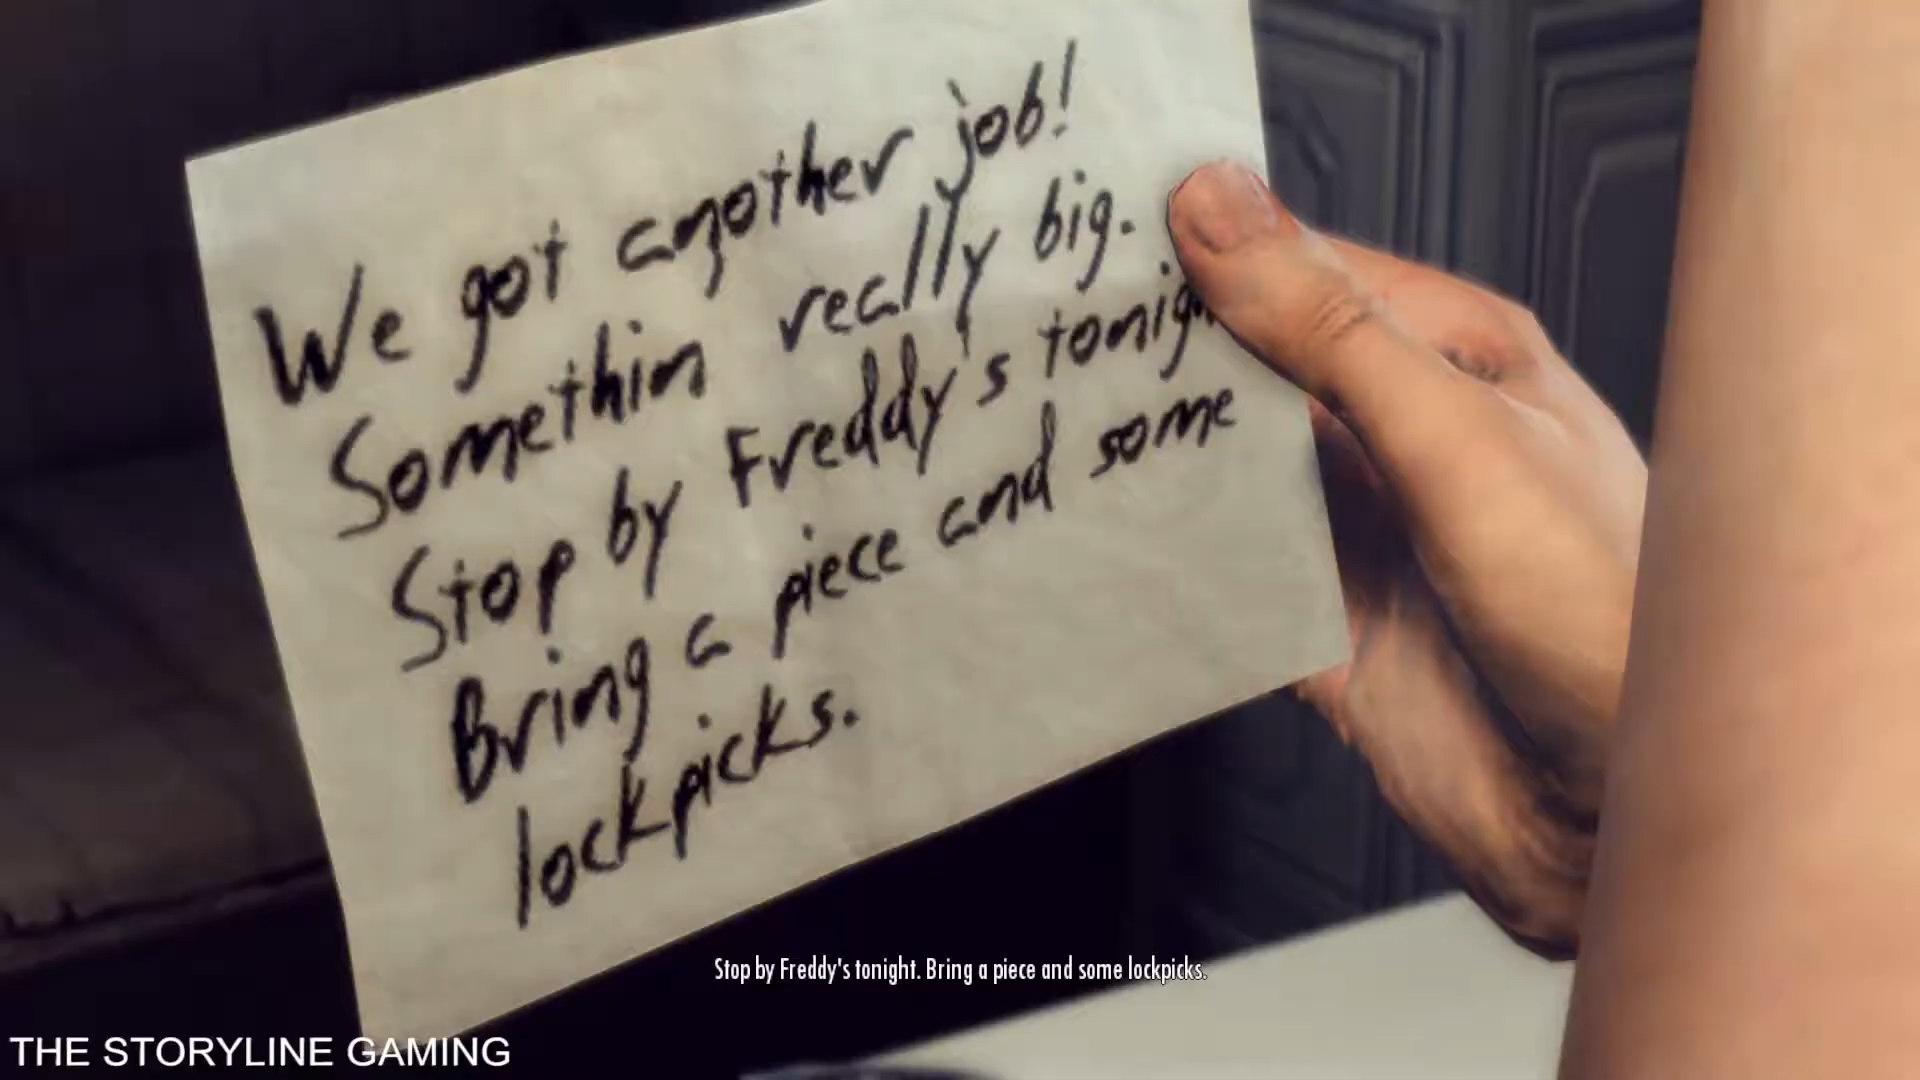 We got another job!
Somethin really big.
Stop by Freddy's tonigh
Bring a piece and some
lockpicks.
Stop by Freddy's tonight. Bring a piece and some lockpicks.
THE STORYLINE GAMING